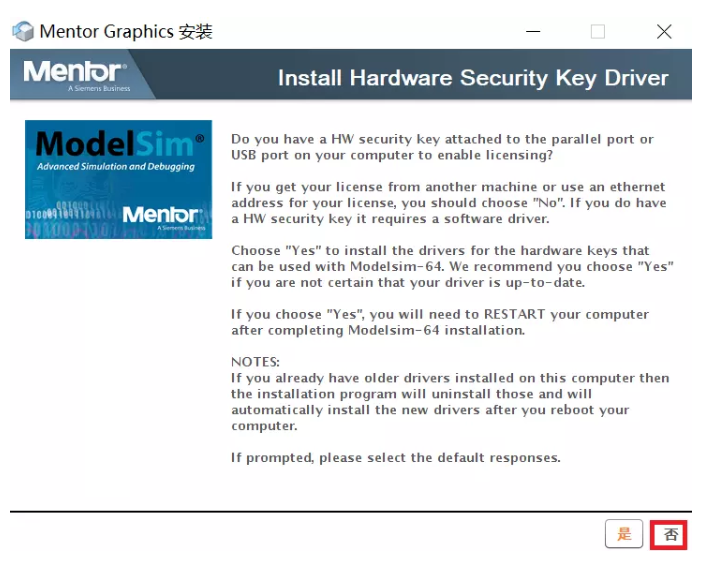 Mentor Graphics 安装
Mentor®
A Siemens Business
Install Hardware Security Key Driver
ModelSim®
Advanced Simulation and Debugging
Mentor
A Siemens Business
Do you have a HW security key attached to the parallel port or
USB port on your computer to enable licensing?
If you get your license from another machine or use an ethernet
address for your license, you should choose "No". If you do have
a HW security key it requires a software driver.
Choose "Yes" to install the drivers for the hardware keys that
can be used with Modelsim-64. We recommend you choose "Yes"
if you are not certain that your driver is up-to-date.
If you choose "Yes", you will need to RESTART your computer
after completing Modelsim-64 installation.
NOTES:
If you already have older drivers installed on this computer then
the installation program will uninstall those and will
automatically install the new drivers after you reboot your
computer.
If prompted, please select the default responses.
是
否